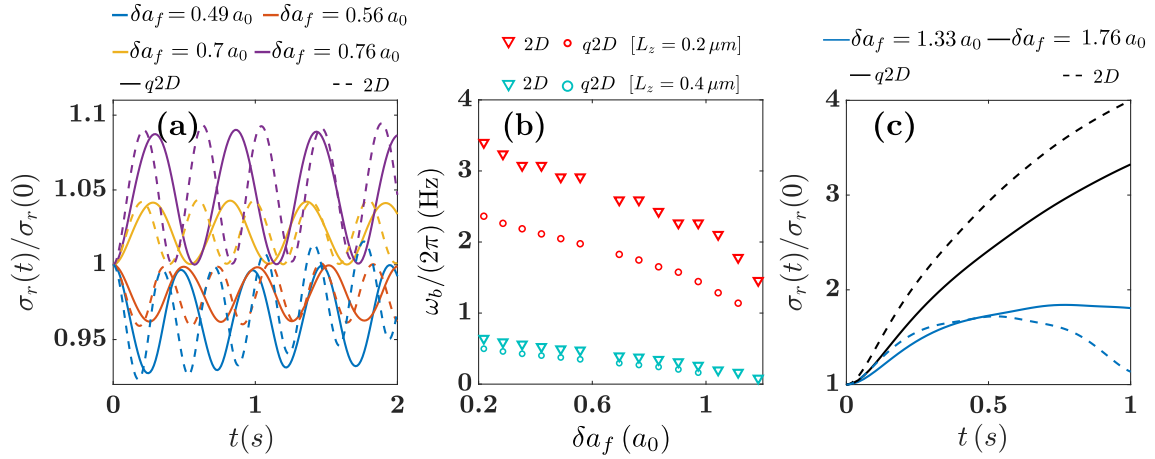 δa_f = 0.49 a_0 δa_f = 0.56 a_0
δa_f = 0.7 a_0 δa_f = 0.76 a_0
q2D 2D
(a)
1.1
1.05
1
0.95
σ_r(t)/σ_r(0)
0 1 2
t(s)
2D q2D [L_z = 0.2 μm]
2D q2D [L_z = 0.4 μm]
(b)
4
3
2
1
0
ω_b/(2π) (Hz)
0.2 0.6 1
δa_f (a_0)
δa_f = 1.33 a_0 δa_f = 1.76 a_0
q2D 2D
(c)
4
3
2
1
σ_r(t)/σ_r(0)
0 0.5 1
t(s)